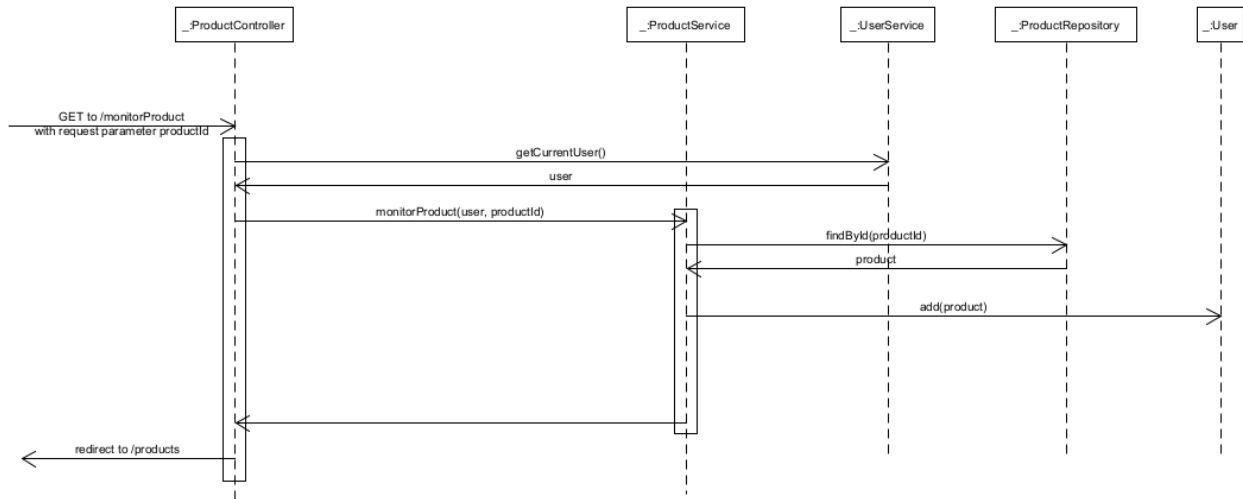 _:ProductController
_:ProductService
_:UserService
_:ProductRepository
_:User
GET to /monitorProduct
with request parameter productId
getCurrentUser()
user
monitorProduct(user, productId)
findById(productId)
product
add(product)
redirect to /products